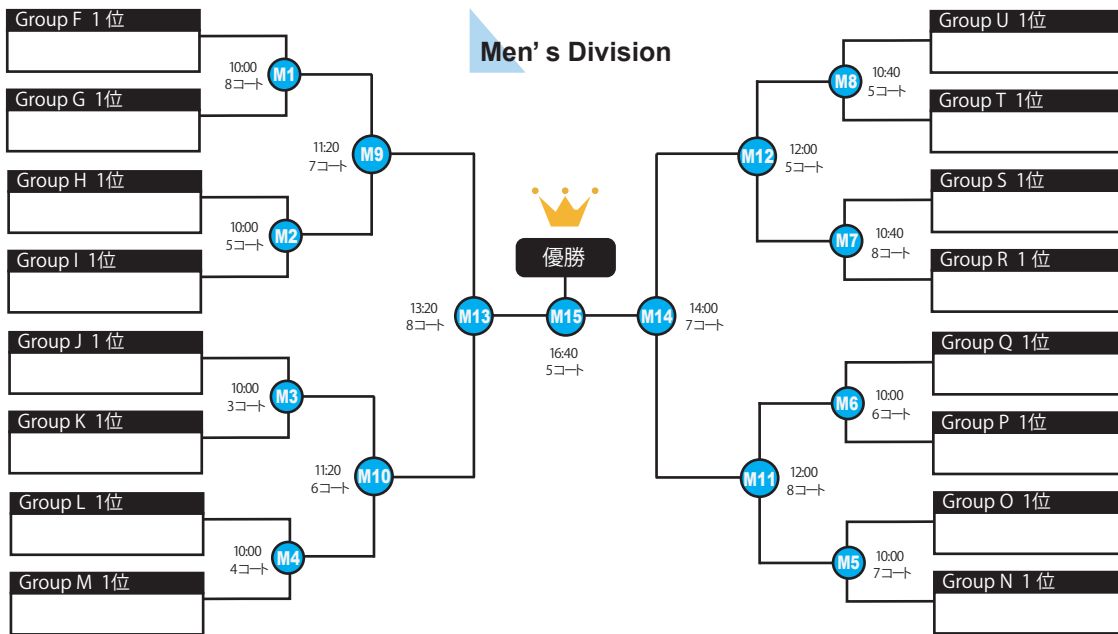 Men’ s Division
Group F 1 位
10:00
8コート
M1
Group G 1位
11:20
7コート
M9
Group H 1位
10:00
5コート
M2
Group I 1位
13:20
8コート
M13
Group J 1位
10:00
3コート
M3
Group K 1位
11:20
6コート
M10
Group L 1位
10:00
4コート
M4
Group M 1位
優勝
M15
16:40
5コート
Group U 1位
M8
10:40
5コート
Group T 1位
M12
12:00
5コート
Group S 1位
M7
10:40
8コート
Group R 1 位
M14
14:00
7コート
Group Q 1位
M6
10:00
6コート
Group P 1位
M11
12:00
8コート
Group O 1位
M5
10:00
7コート
Group N 1 位